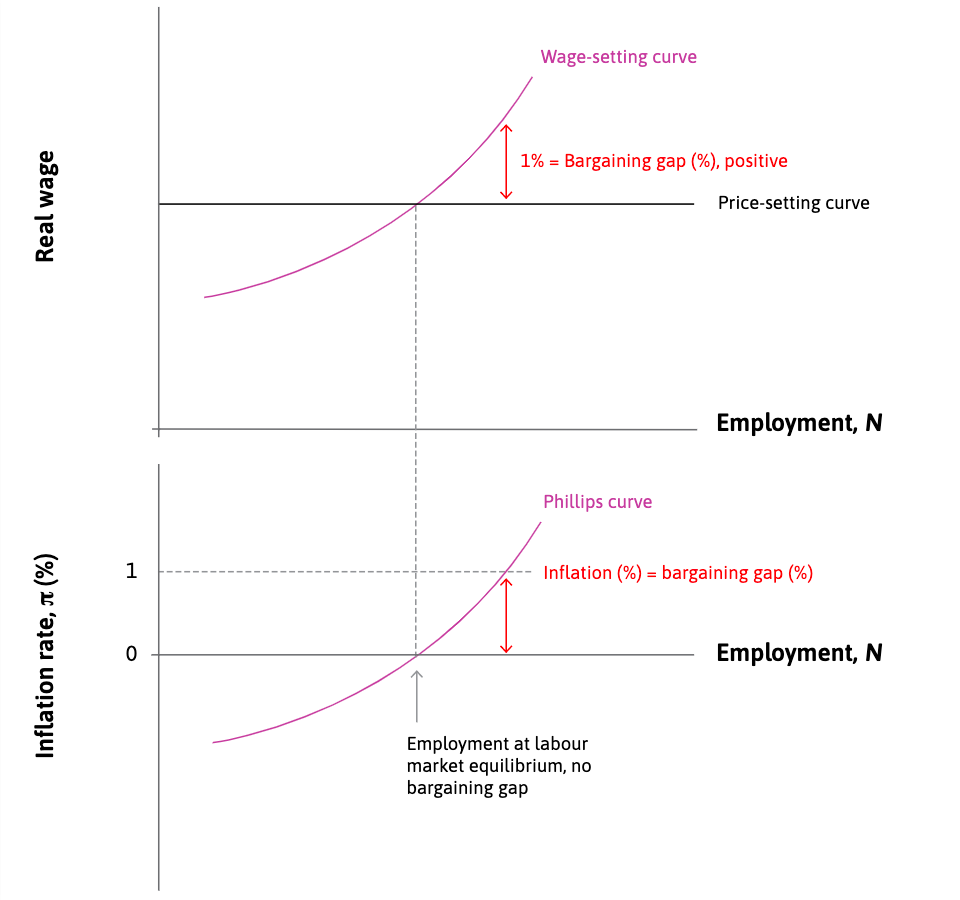 Wage-setting curve
1% = Bargaining gap (%), positive
Real wage
Price-setting curve
Employment, N
Phillips curve
1
Inflation (%) = bargaining gap (%)
Inflation rate, π (%)
0
Employment, N
Employment at labour
market equilibrium, no
bargaining gap